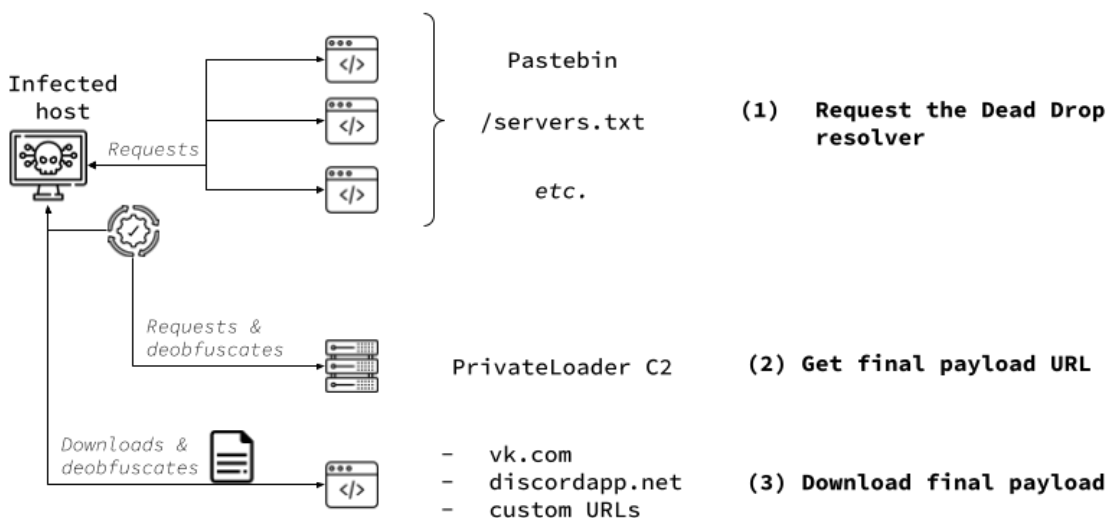 Infected
host
Requests
Pastebin
/servers.txt
etc.
(1) Request the Dead Drop
resolver
Requests &
deobfuscates
PrivateLoader C2
(2) Get final payload URL
Downloads &
deobfuscates
- vk.com
- discordapp.net
- custom URLs
(3) Download final payload